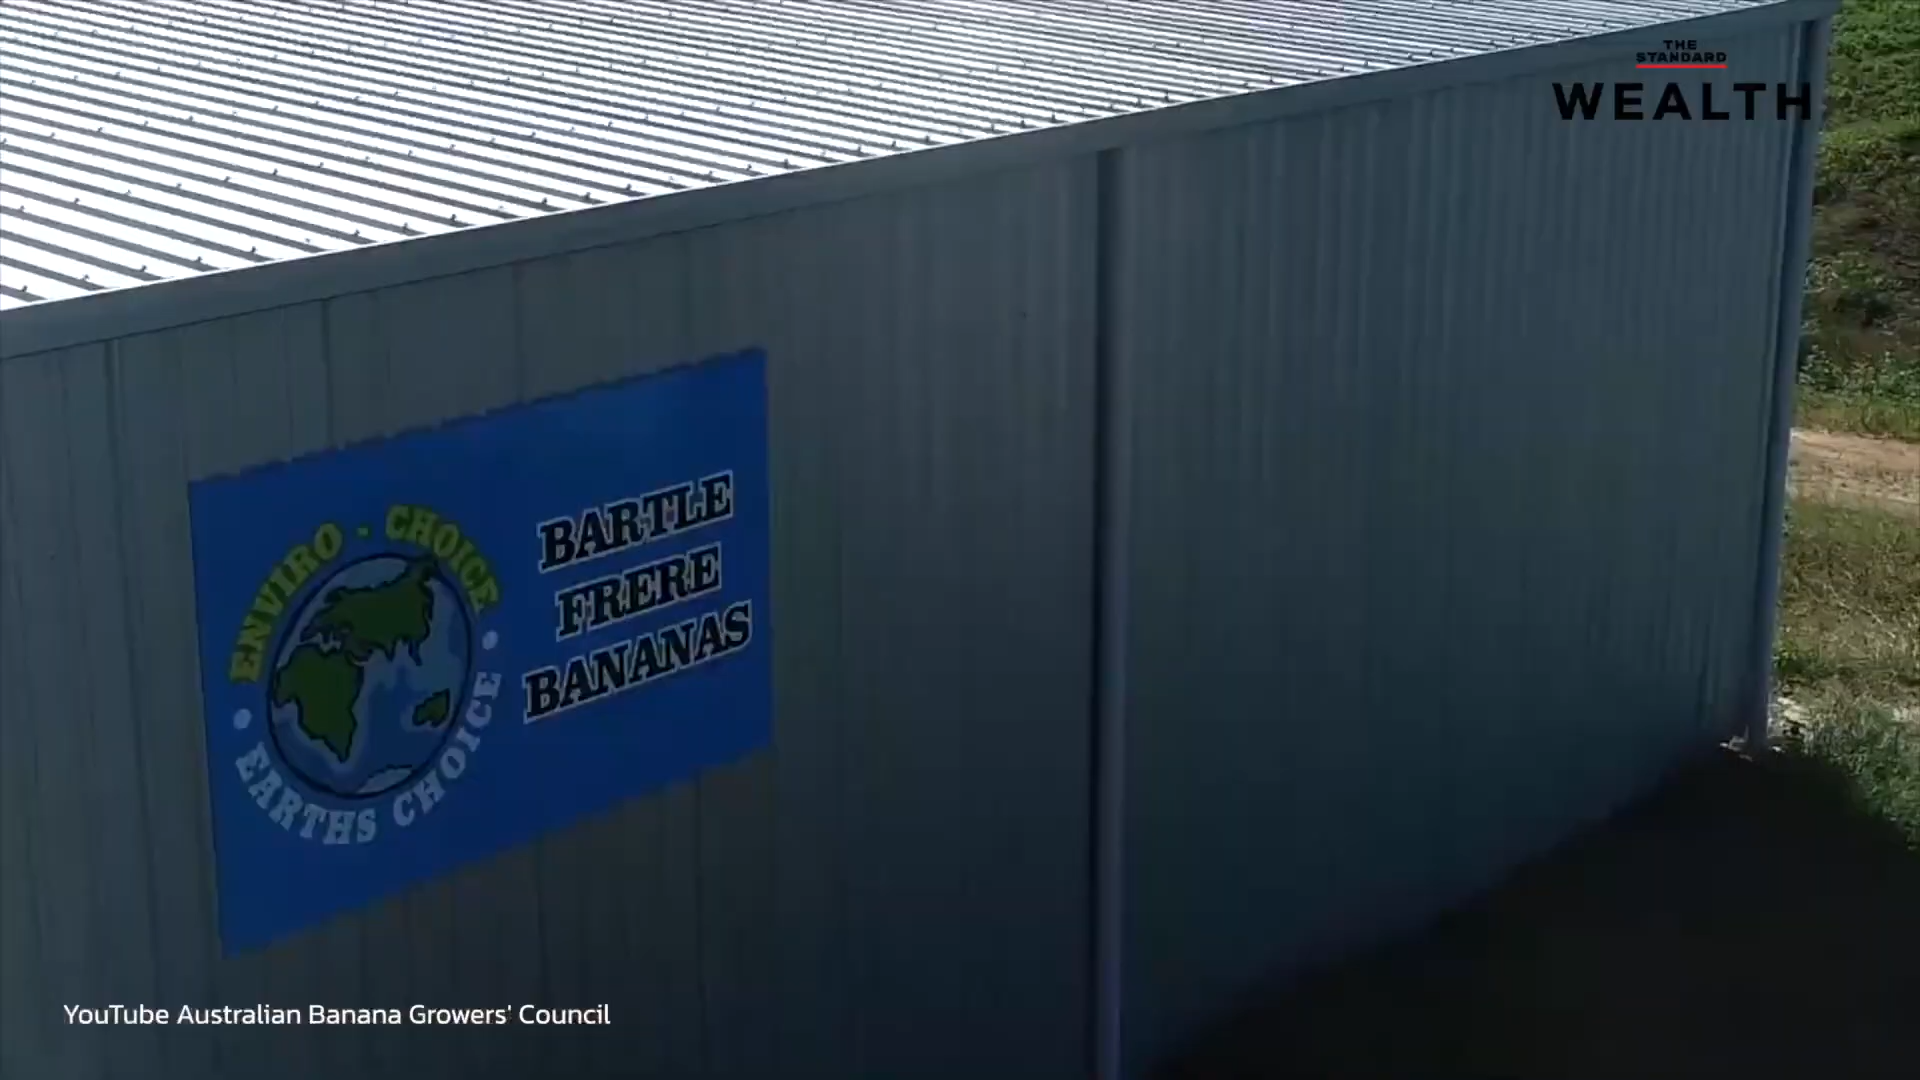 THE
STANDARD
WEALTH
ENVIRO - CHOICE
EARTHS CHOICE
BARTLE
FRERE
BANANAS
YouTube Australian Banana Growers' Council